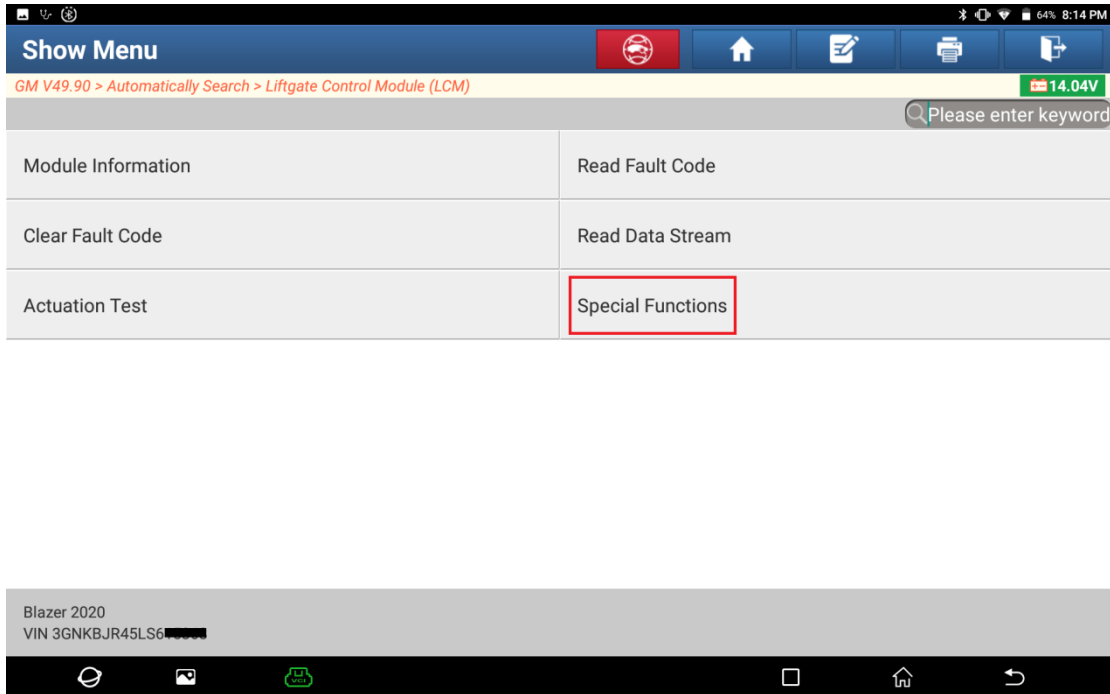 64% 8:14 PM
Show Menu
GM V49.90 > Automatically Search > Liftgate Control Module (LCM)
14.04V
Please enter keyword
Module Information
Read Fault Code
Clear Fault Code
Read Data Stream
Actuation Test
Special Functions
Blazer 2020
VIN 3GNKBJR45LS6
VCI